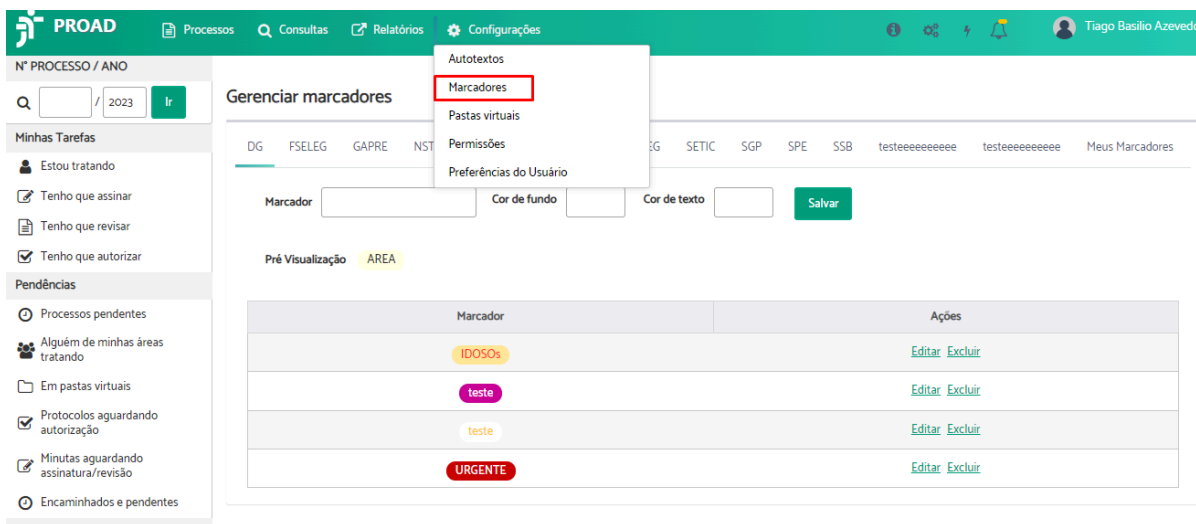 PROAD Processos Consultas Relatórios Configurações Tiago Basilio Azevedo
N° PROCESSO / ANO
/ 2023 Ir
Minhas Tarefas
Estou tratando
Tenho que assinar
Tenho que revisar
Tenho que autorizar
Pendências
Processos pendentes
Alguém de minhas áreas
tratando
Em pastas virtuais
Protocolos aguardando
autorização
Minutas aguardando
assinatura/revisão
Encaminhados e pendentes
Autotextos
Marcadores
Pastas virtuais
Permissões
Preferências do Usuário
Gerenciar marcadores
DG FSELEG GAPRE NST EG SETIC SGP SPE SSB testeeeeeeeeee testeeeeeeeeee Meus Marcadores
Marcador Cor de fundo Cor de texto Salvar
Pré Visualização AREA
Marcador Ações
IDOSOs Editar Excluir
teste Editar Excluir
teste Editar Excluir
URGENTE Editar Excluir